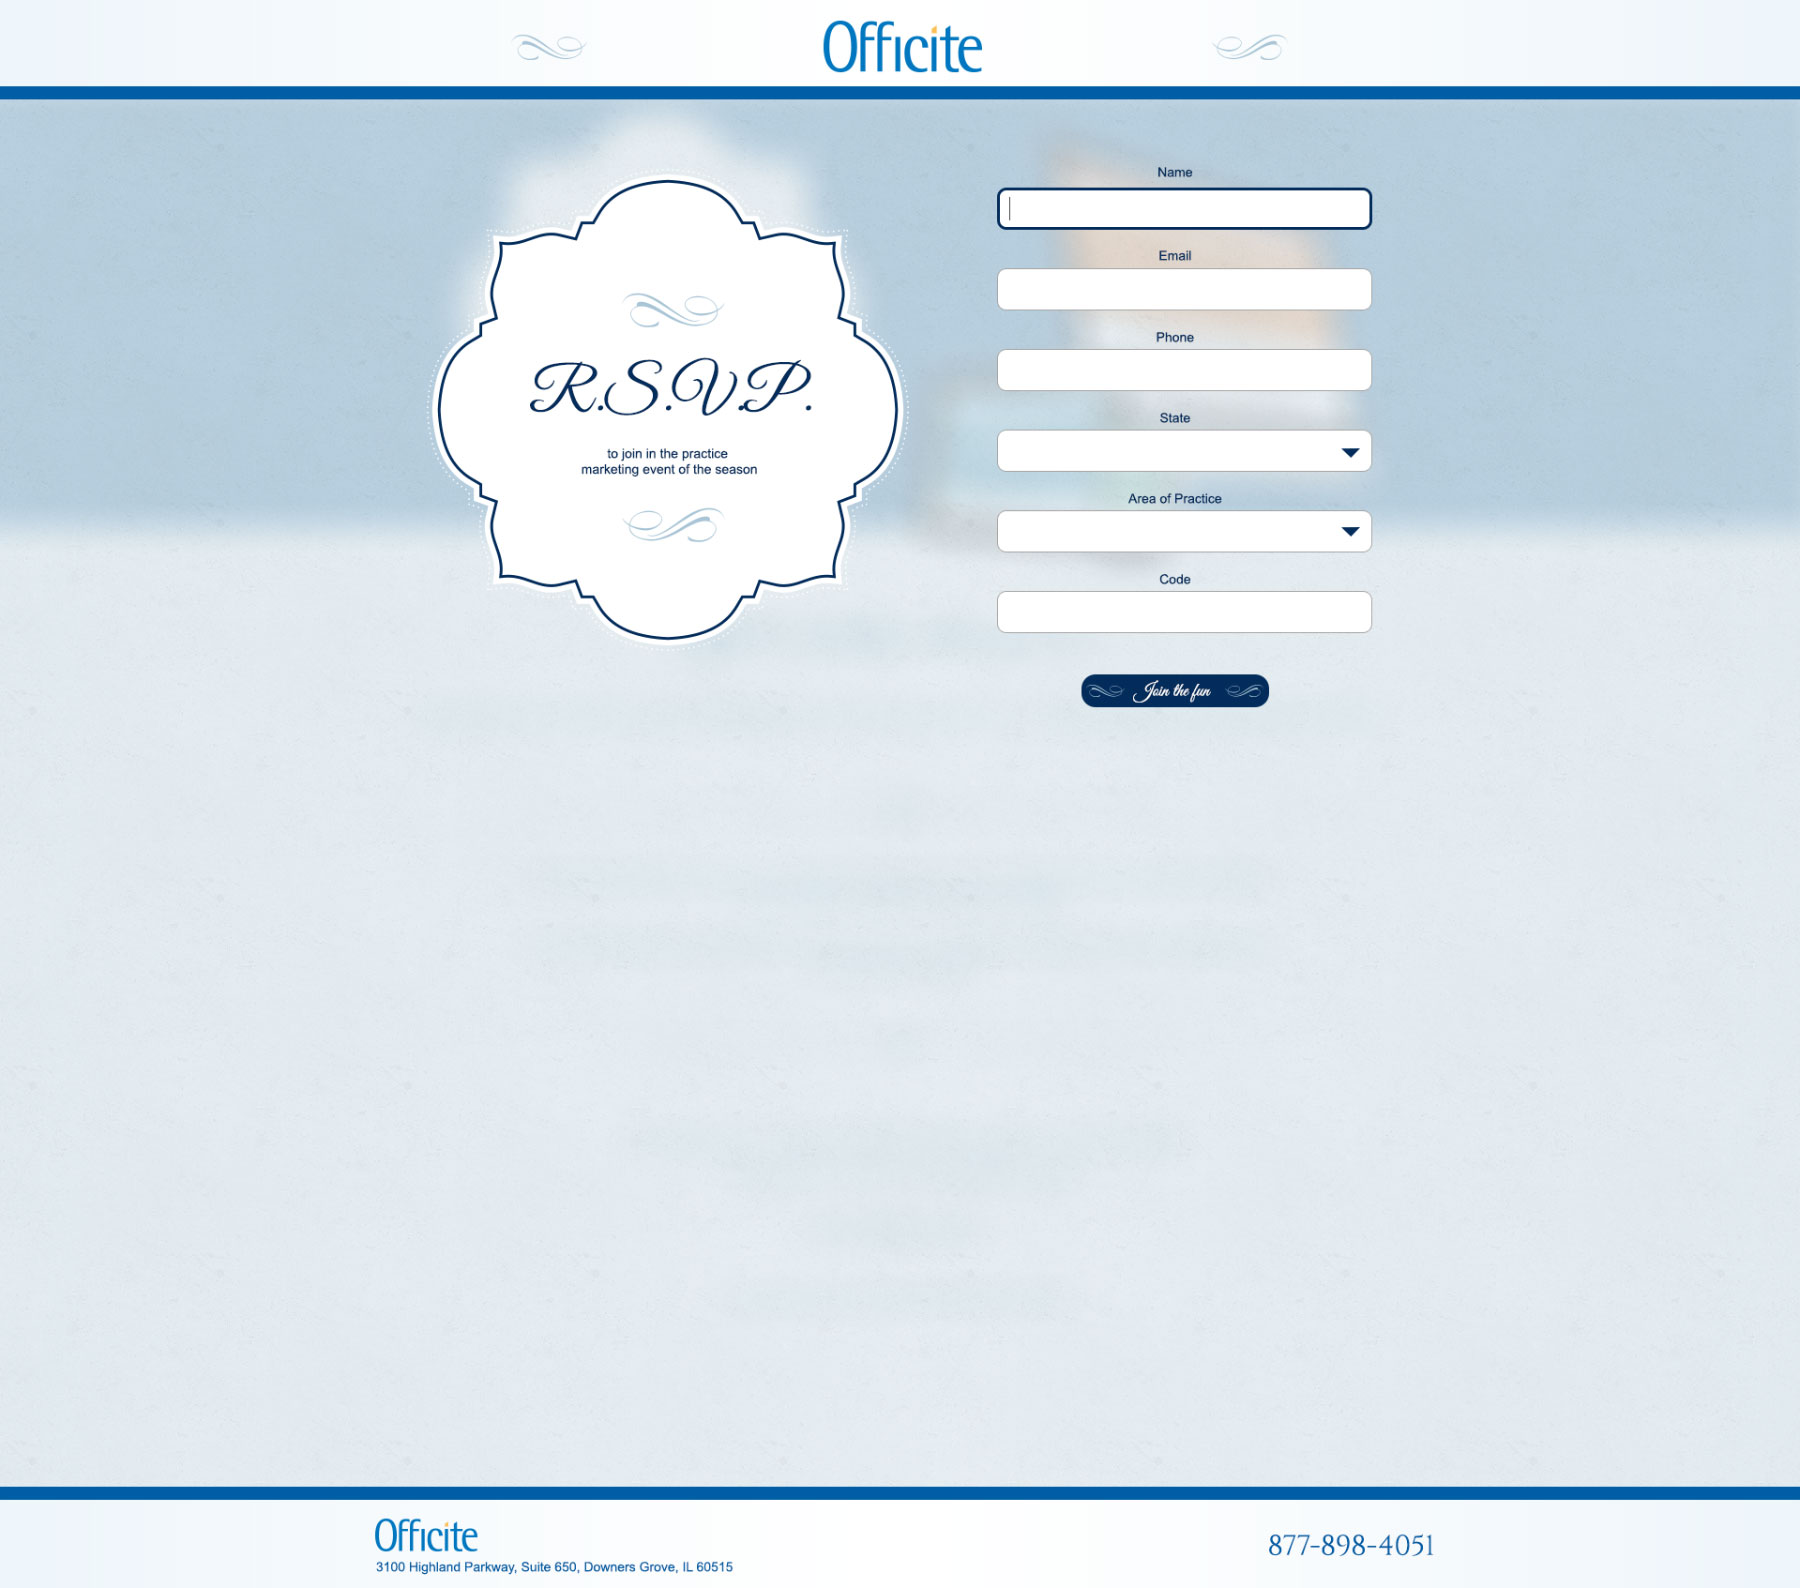 Officite
R.S.V.P.
to join in the practice
marketing event of the season
Name
Email
Phone
State
Area of Practice
Code
Join the fun
Officite
3100 Highland Parkway, Suite 650, Downers Grove, IL 60515
877-898-4051